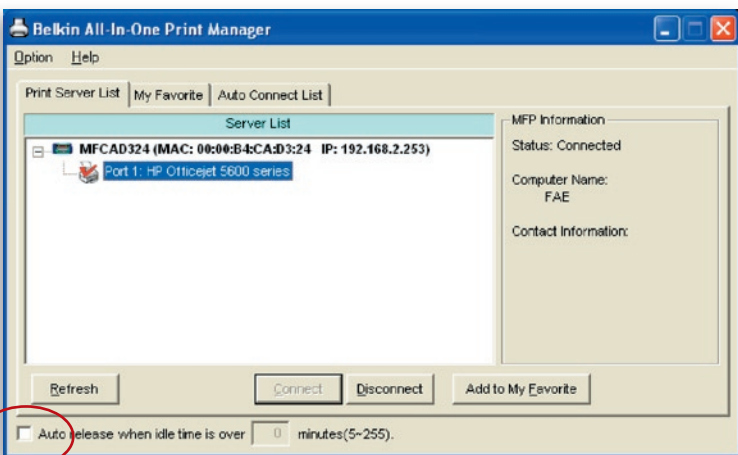 Belkin All-In-One Print Manager
Option Help
Print Server List My Favorite Auto Connect List
Server List
MFCAD324 (MAC: 00:00:B4:CA:D3:24 IP: 192.168.2.253)
Port 1: HP Officejet 5600 series
MFP Information
Status: Connected
Computer Name:
FAE
Contact Information:
Refresh Connect Disconnect Add to My Favorite
Auto release when idle time is over 0 minutes(5~255).